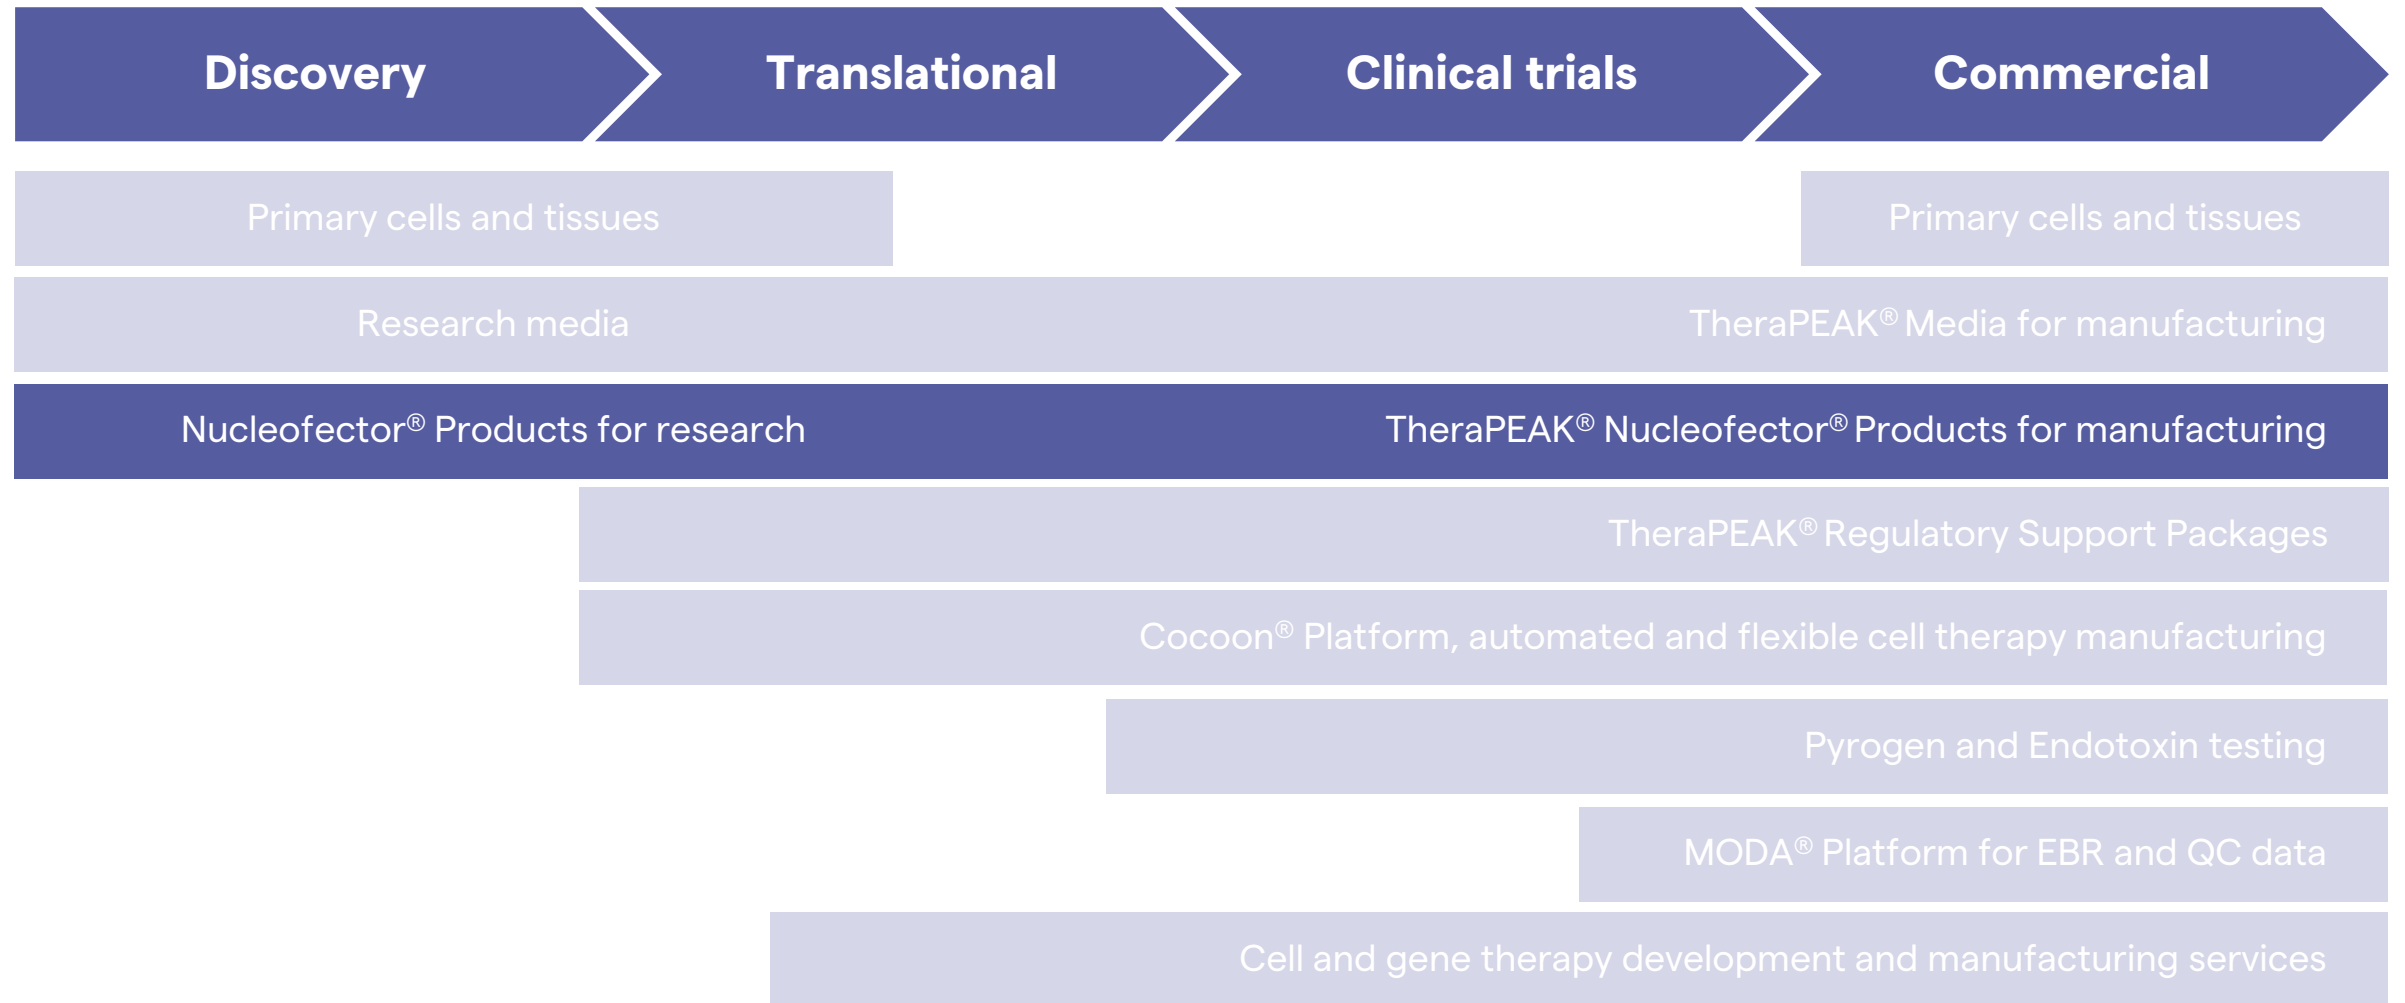 Discovery
Translational
Clinical trials
Commercial
Primary cells and tissues
Primary cells and tissues
Research media
TheraPEAK® Media for manufacturing
Nucleofector® Products for research
TheraPEAK® Nucleofector® Products for manufacturing
TheraPEAK® Regulatory Support Packages
Cocoon® Platform, automated and flexible cell therapy manufacturing
Pyrogen and Endotoxin testing
MODA® Platform for EBR and QC data
Cell and gene therapy development and manufacturing services